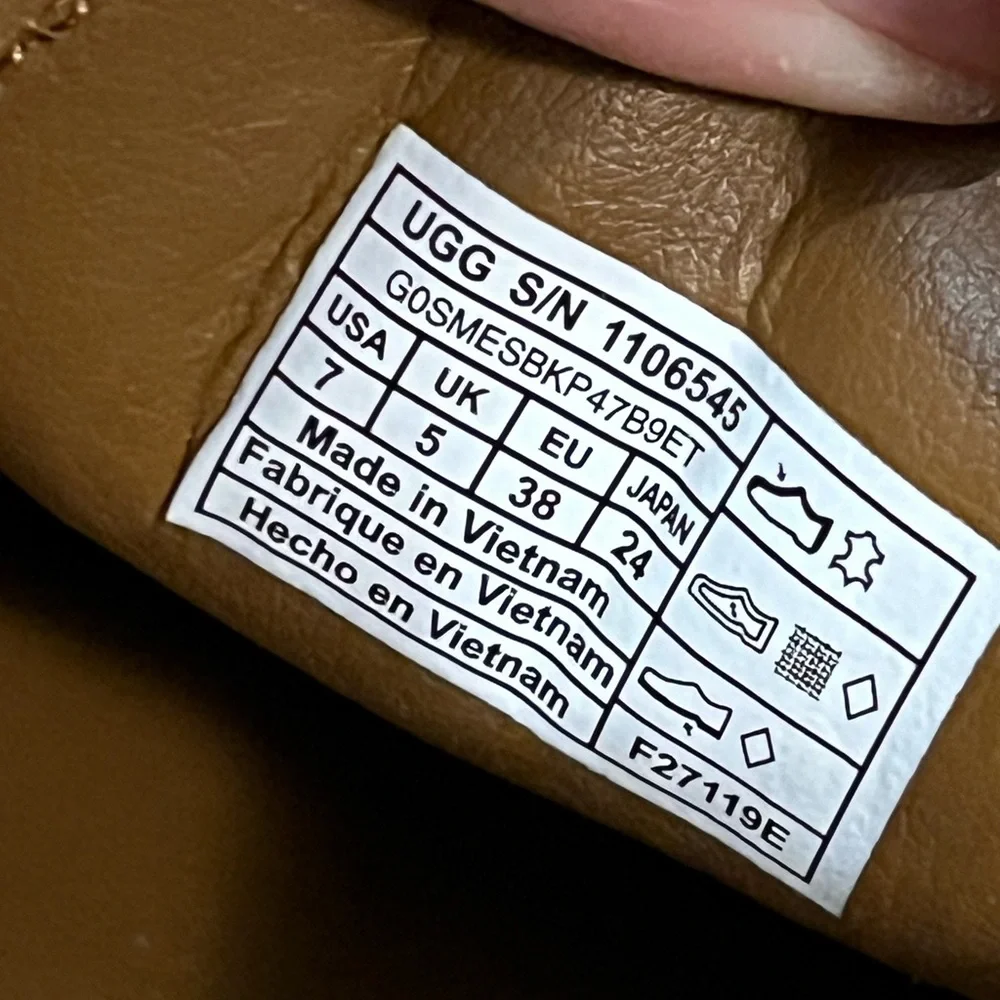 UGG S/N 1106545
G0SMESBKP47B9ET
USA UK EU JAPAN
7 5 38 24
Made in Vietnam
Fabrique en Vietnam
Hecho en Vietnam
F27119E